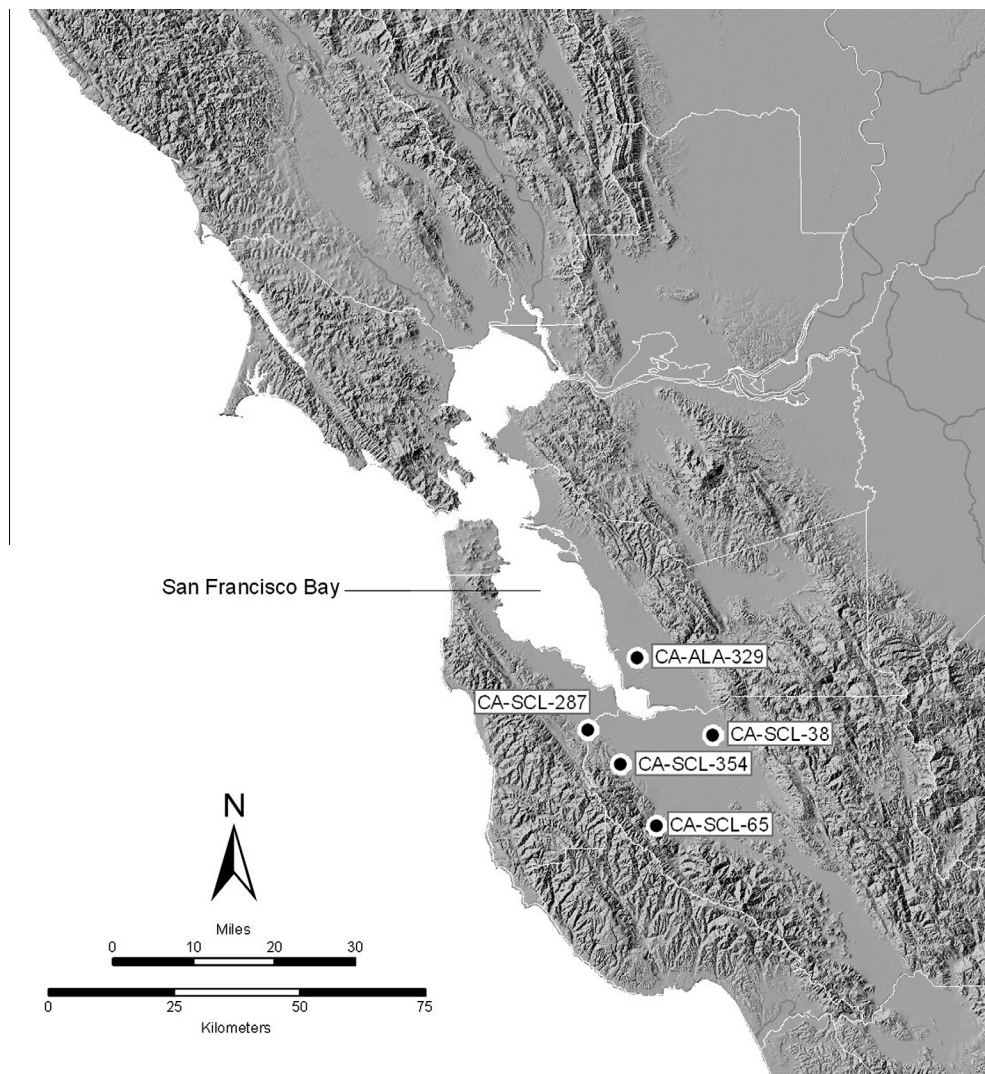 San Francisco Bay
CA-ALA-329
CA-SCL-287
CA-SCL-38
CA-SCL-354
CA-SCL-65
N
Miles
0 10 20 30
0 25 50 75
Kilometers